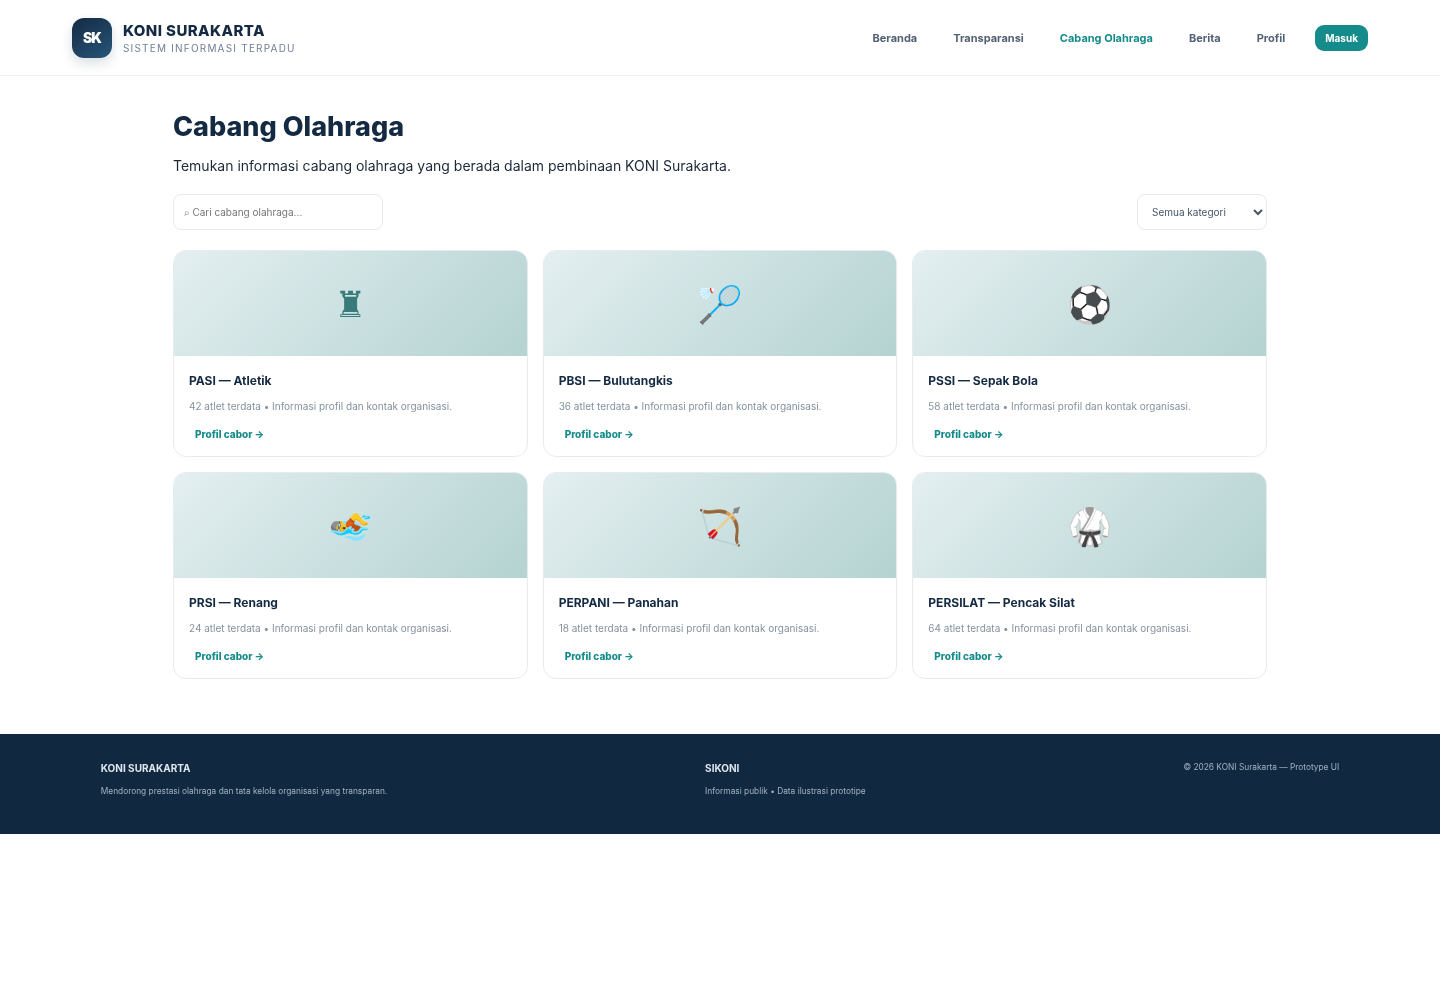 SK
KONI SURAKARTA
SISTEM INFORMASI TERPADU
Beranda
Transparansi
Cabang Olahraga
Berita
Profil
Masuk
Cabang Olahraga
Temukan informasi cabang olahraga yang berada dalam pembinaan KONI Surakarta.
⌕ Cari cabang olahraga...
Semua kategori
PASI — Atletik
42 atlet terdata • Informasi profil dan kontak organisasi.
Profil cabor →
PBSI — Bulutangkis
36 atlet terdata • Informasi profil dan kontak organisasi.
Profil cabor →
PSSI — Sepak Bola
58 atlet terdata • Informasi profil dan kontak organisasi.
Profil cabor →
PRSI — Renang
24 atlet terdata • Informasi profil dan kontak organisasi.
Profil cabor →
PERPANI — Panahan
18 atlet terdata • Informasi profil dan kontak organisasi.
Profil cabor →
PERSILAT — Pencak Silat
64 atlet terdata • Informasi profil dan kontak organisasi.
Profil cabor →
KONI SURAKARTA
Mendorong prestasi olahraga dan tata kelola organisasi yang transparan.
SIKONI
Informasi publik • Data ilustrasi prototipe
© 2026 KONI Surakarta — Prototype UI